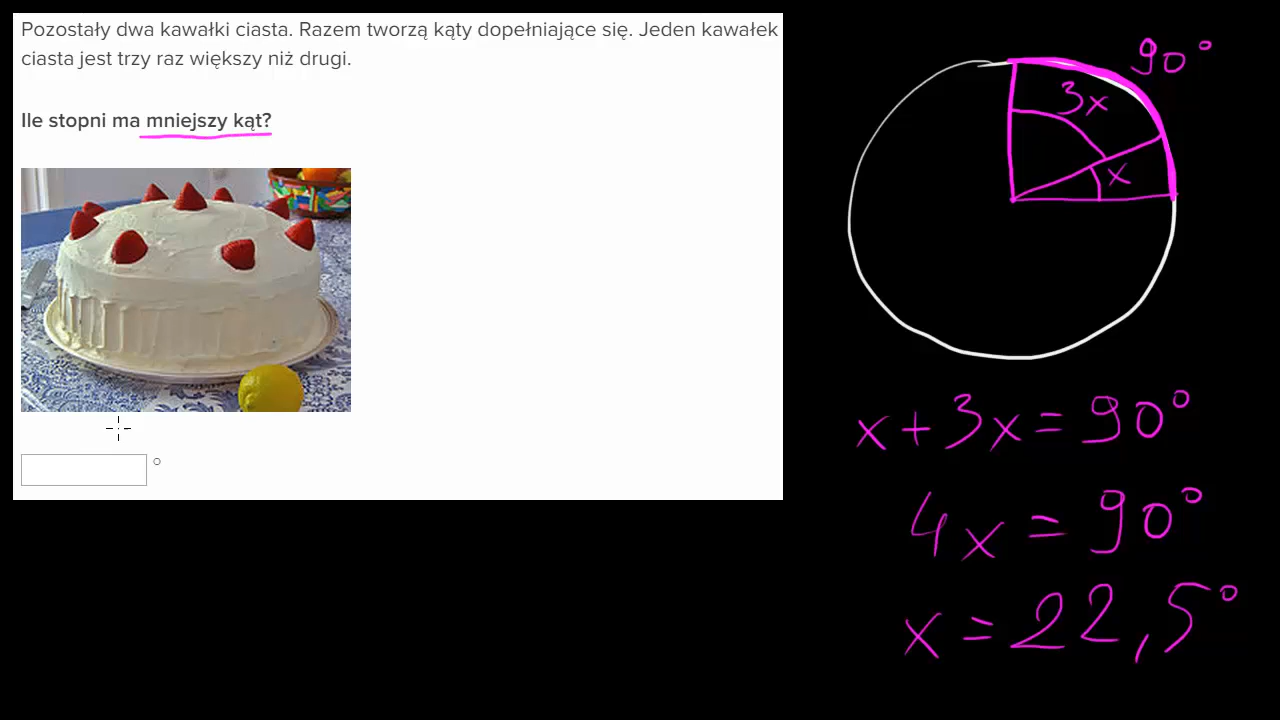 Pozostały dwa kawałki ciasta. Razem tworzą kąty dopełniające się. Jeden kawałek
ciasta jest trzy raz większy niż drugi.
Ile stopni ma mniejszy kąt?
°
90°
3x
x
x+3x=90°
4x=90°
x=22,5°